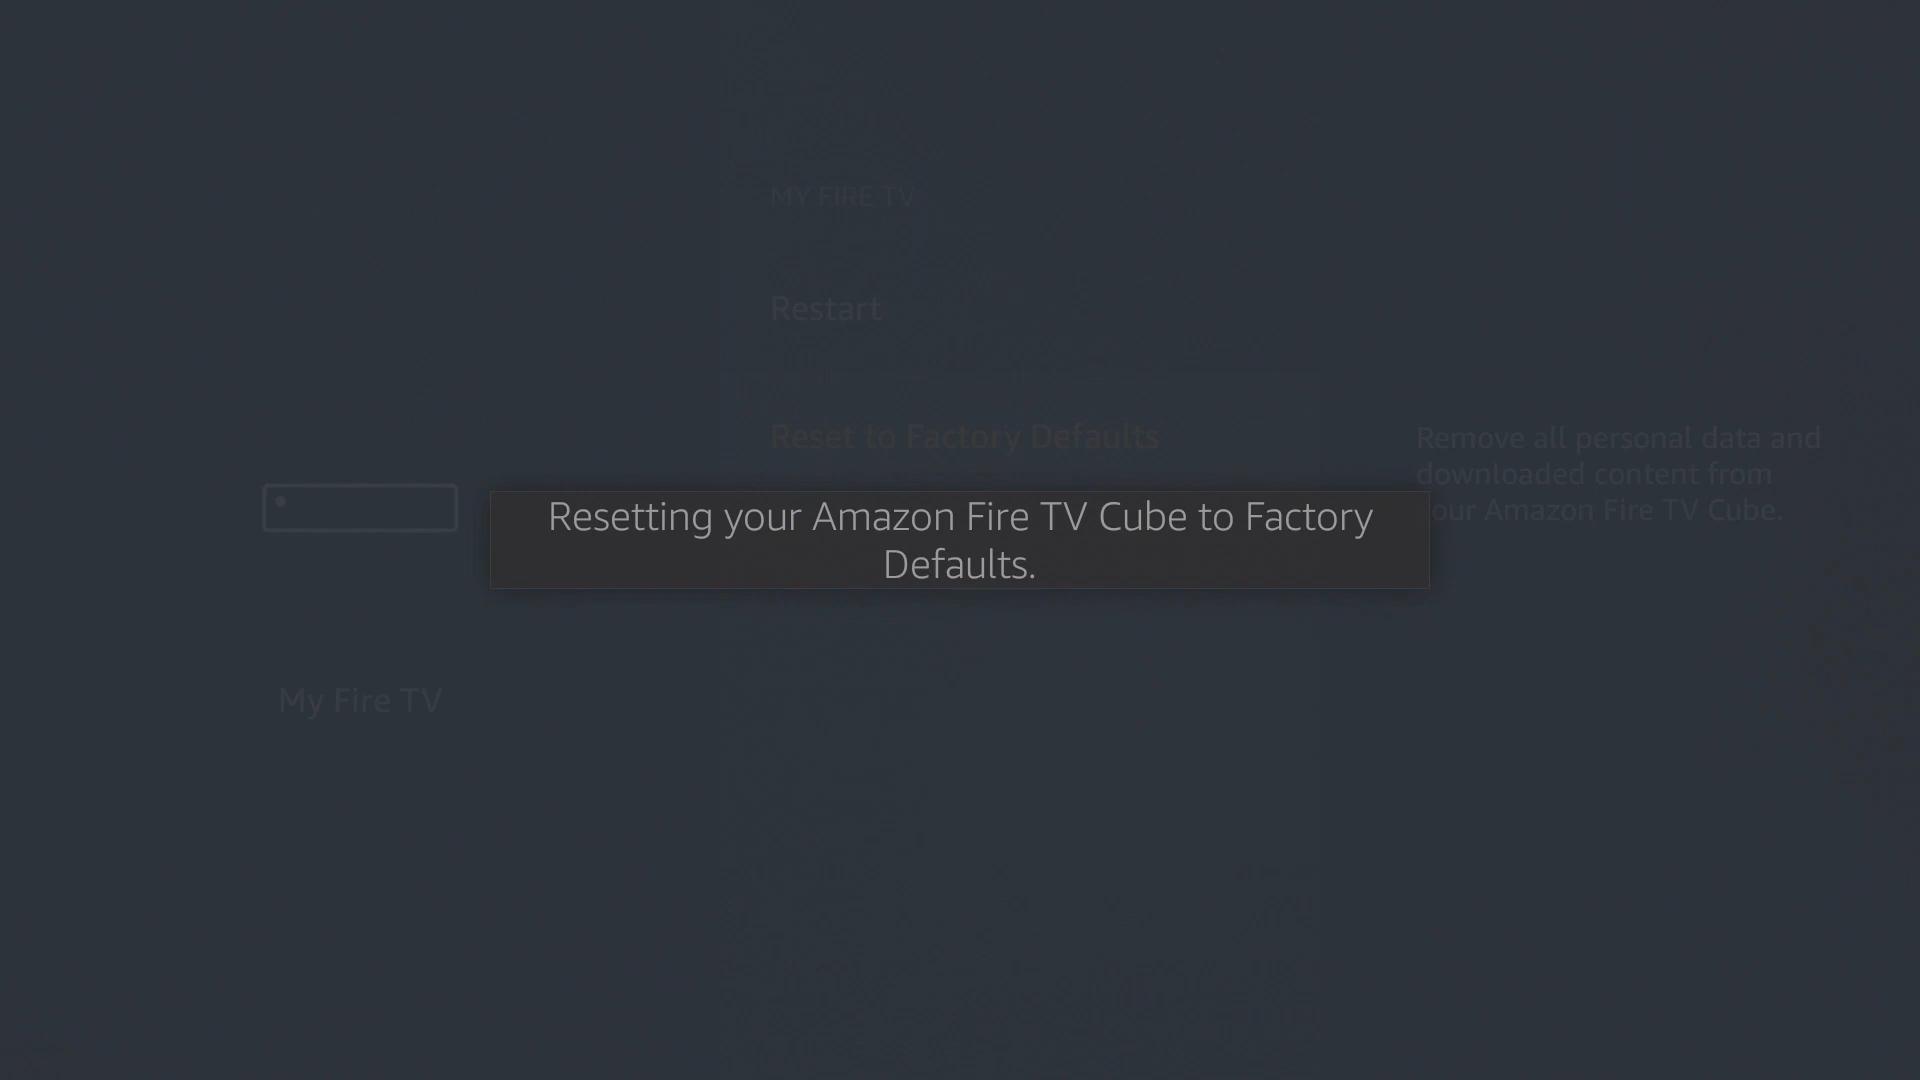 MY FIRE TV
Restart
Reset to Factory Defaults
Remove all personal data and
downloaded content from
your Amazon Fire TV Cube.
Resetting your Amazon Fire TV Cube to Factory
Defaults.
My Fire TV